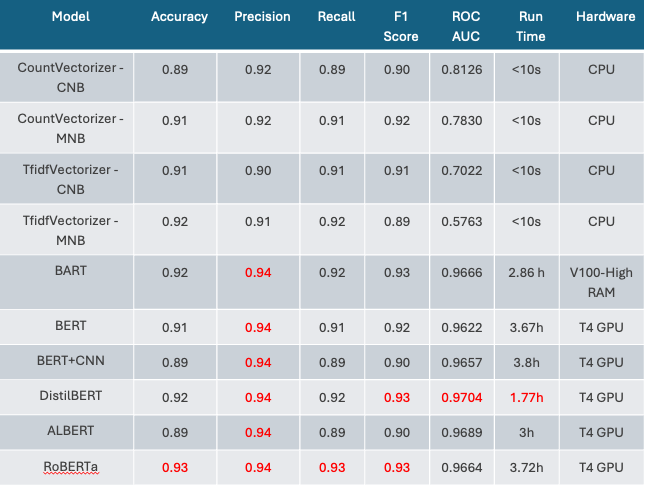 Model Accuracy Precision Recall F1 Score ROC AUC Run Time Hardware
CountVectorizer - CNB 0.89 0.92 0.89 0.90 0.8126 <10s CPU
CountVectorizer - MNB 0.91 0.92 0.91 0.92 0.7830 <10s CPU
TfidfVectorizer - CNB 0.91 0.90 0.91 0.91 0.7022 <10s CPU
TfidfVectorizer - MNB 0.92 0.91 0.92 0.89 0.5763 <10s CPU
BART 0.92 0.94 0.92 0.93 0.9666 2.86 h V100-High RAM
BERT 0.91 0.94 0.91 0.92 0.9622 3.67h T4 GPU
BERT+CNN 0.89 0.94 0.89 0.90 0.9657 3.8h T4 GPU
DistilBERT 0.92 0.94 0.92 0.93 0.9704 1.77h T4 GPU
ALBERT 0.89 0.94 0.89 0.90 0.9689 3h T4 GPU
RoBERTa 0.93 0.94 0.93 0.93 0.9664 3.72h T4 GPU